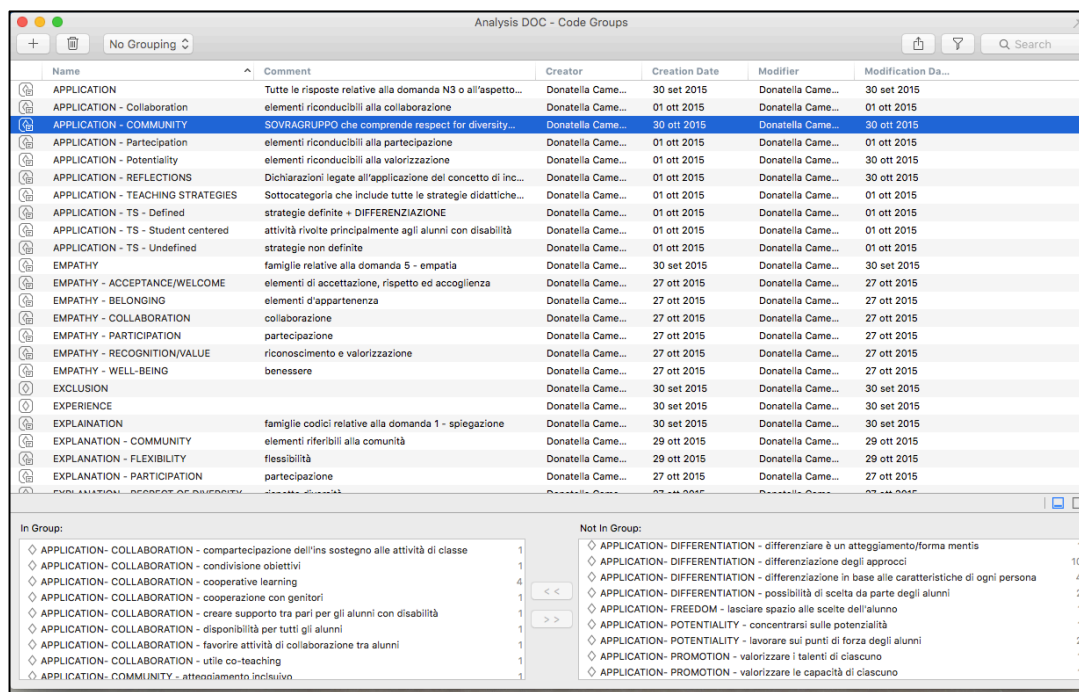 Analysis DOC - Code Groups
No Grouping
Search
Name Comment Creator Creation Date Modifier Modification Da...
APPLICATION Tutte le risposte relative alla domanda N3 o all'aspetto... Donatella Came... 30 set 2015 Donatella Came... 30 set 2015
APPLICATION - Collaboration elementi riconducibili alla collaborazione Donatella Came... 01 ott 2015 Donatella Came... 01 ott 2015
APPLICATION - COMMUNITY SOVRAGRUPPO che comprende respect for diversity... Donatella Came... 30 ott 2015 Donatella Came... 30 ott 2015
APPLICATION - Partecipation elementi riconducibili alla partecipazione Donatella Came... 01 ott 2015 Donatella Came... 01 ott 2015
APPLICATION - Potentiality elementi riconducibili alla valorizzazione Donatella Came... 01 ott 2015 Donatella Came... 30 ott 2015
APPLICATION - REFLECTIONS Dichiarazioni legate all'applicazione del concetto di inc... Donatella Came... 01 ott 2015 Donatella Came... 30 ott 2015
APPLICATION - TEACHING STRATEGIES Sottocategoria che include tutte le strategie didattiche... Donatella Came... 01 ott 2015 Donatella Came... 01 ott 2015
APPLICATION - TS - Defined strategie definite + DIFFERENZIAZIONE Donatella Came... 01 ott 2015 Donatella Came... 01 ott 2015
APPLICATION - TS - Student centered attività rivolte principalmente agli alunni con disabilità Donatella Came... 01 ott 2015 Donatella Came... 01 ott 2015
APPLICATION - TS - Undefined strategie non definite Donatella Came... 01 ott 2015 Donatella Came... 01 ott 2015
EMPATHY famiglie relative alla domanda 5 - empatia Donatella Came... 30 set 2015 Donatella Came... 30 set 2015
EMPATHY - ACCEPTANCE/WELCOME elementi di accettazione, rispetto ed accoglienza Donatella Came... 27 ott 2015 Donatella Came... 27 ott 2015
EMPATHY - BELONGING elementi d'appartenenza Donatella Came... 27 ott 2015 Donatella Came... 27 ott 2015
EMPATHY - COLLABORATION collaborazione Donatella Came... 27 ott 2015 Donatella Came... 27 ott 2015
EMPATHY - PARTICIPATION partecipazione Donatella Came... 27 ott 2015 Donatella Came... 27 ott 2015
EMPATHY - RECOGNITION/VALUE riconoscimento e valorizzazione Donatella Came... 27 ott 2015 Donatella Came... 27 ott 2015
EMPATHY - WELL-BEING benessere Donatella Came... 27 ott 2015 Donatella Came... 27 ott 2015
EXCLUSION Donatella Came... 30 set 2015 Donatella Came... 30 set 2015
EXPERIENCE Donatella Came... 30 set 2015 Donatella Came... 30 set 2015
EXPLAINATION famiglie codici relative alla domanda 1 - spiegazione Donatella Came... 30 set 2015 Donatella Came... 30 set 2015
EXPLANATION - COMMUNITY elementi riferibili alla comunità Donatella Came... 29 ott 2015 Donatella Came... 29 ott 2015
EXPLANATION - FLEXIBILITY flessibilità Donatella Came... 29 ott 2015 Donatella Came... 29 ott 2015
EXPLANATION - PARTICIPATION partecipazione Donatella Came... 27 ott 2015 Donatella Came... 27 ott 2015
EXPLANATION - RESPECT OF DIVERSITY rispetto diversità Donatella Came... 27 ott 2015 Donatella Came... 27 ott 2015
In Group:
APPLICATION- COLLABORATION - compartecipazione dell'ins sostegno alle attività di classe 1
APPLICATION- COLLABORATION - condivisione obiettivi 1
APPLICATION- COLLABORATION - cooperative learning 4
APPLICATION- COLLABORATION - cooperazione con genitori 1
APPLICATION- COLLABORATION - creare supporto tra pari per gli alunni con disabilità 1
APPLICATION- COLLABORATION - disponibilità per tutti gli alunni 1
APPLICATION- COLLABORATION - favorire attività di collaborazione tra alunni 1
APPLICATION- COLLABORATION - utile co-teaching 1
APPLICATION- COMMUNITY - atteggiamento inclsuivo 1
<<
>>
Not In Group:
APPLICATION- DIFFERENTIATION - differenziare è un atteggiamento/forma mentis
APPLICATION- DIFFERENTIATION - differenziazione degli approcci 10
APPLICATION- DIFFERENTIATION - differenziazione in base alle caratteristiche di ogni persona 4
APPLICATION- DIFFERENTIATION - possibilità di scelta da parte degli alunni 2
APPLICATION- FREEDOM - lasciare spazio alle scelte dell'alunno
APPLICATION- POTENTIALITY - concentrarsi sulle potenzialità
APPLICATION- POTENTIALITY - lavorare sui punti di forza degli alunni 2
APPLICATION- PROMOTION - valorizzare i talenti di ciascuno
APPLICATION- PROMOTION - valorizzare le capacità di ciascuno